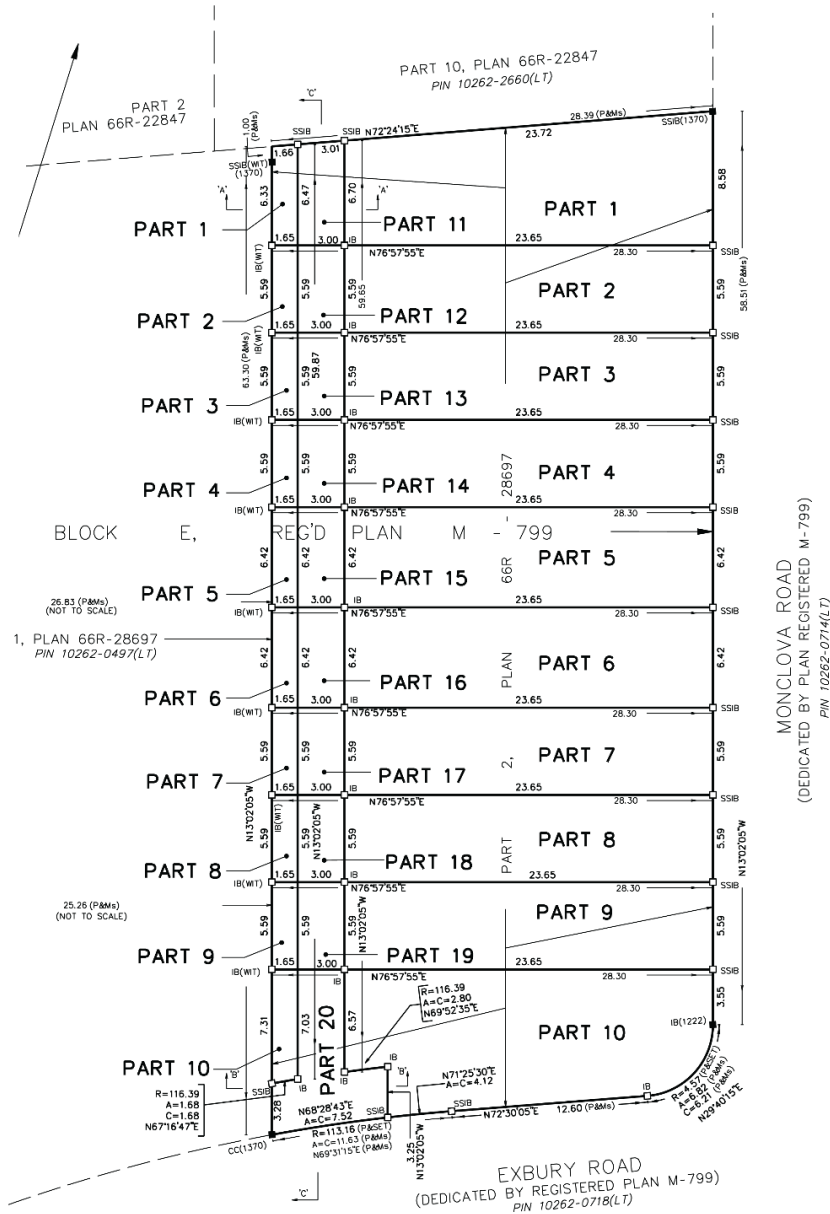 PART 10, PLAN 66R-22847
PIN 10262-2660(LT)
PART 2
PLAN 66R-22847
'C'
1.00
(P&Ms)
SSIB
SSIB
N72°24'15"E
28.39 (P&Ms)
23.72
SSIB(1370)
1.66
3.01
SSIB(WIT)
(1370)
'A'
'A'
6.33
6.47
6.70
8.58
PART 1
PART 11
PART 1
1.65
3.00
IB
23.65
IB(WIT)
N76°57'55"E
28.30
SSIB
58.51 (P&Ms)
5.59
5.59
5.59
59.65
5.59
PART 2
PART 12
PART 2
1.65
3.00
IB
23.65
IB(WIT)
N76°57'55"E
28.30
SSIB
63.30 (P&Ms)
5.59
5.59
59.87
5.59
5.59
PART 3
PART 13
PART 3
1.65
3.00
IB
23.65
IB(WIT)
N76°57'55"E
28.30
SSIB
5.59
5.59
5.59
5.59
PART 4
PART 14
28697
PART 4
1.65
3.00
IB
23.65
IB(WIT)
N76°57'55"E
28.30
SSIB
BLOCK E, REG'D PLAN M - 799
6.42
6.42
6.42
6.42
PART 5
PART 15
66R
PART 5
26.83 (P&Ms)
(NOT TO SCALE)
1.65
3.00
IB
23.65
IB(WIT)
N76°57'55"E
28.30
SSIB
1, PLAN 66R-28697
PIN 10262-0497(LT)
6.42
6.42
6.42
6.42
PART 6
PART 16
PLAN
PART 6
1.65
3.00
IB
23.65
IB(WIT)
N76°57'55"E
28.30
SSIB
MONCLOVA ROAD
(DEDICATED BY PLAN REGISTERED M-799)
PIN 10262-0714(LT)
5.59
5.59
5.59
5.59
PART 7
PART 17
2,
PART 7
1.65
3.00
IB
23.65
IB(WIT)
N76°57'55"E
28.30
SSIB
N13°02'05"W
5.59
5.59
N13°02'05"W
5.59
5.59
N13°02'05"W
PART 8
PART 18
PART
PART 8
1.65
3.00
IB
23.65
IB(WIT)
N76°57'55"E
28.30
SSIB
25.26 (P&Ms)
(NOT TO SCALE)
5.59
5.59
N13°02'05"W
5.59
PART 9
PART 19
PART 9
3.00
23.65
IB(WIT)
IB
N76°57'55"E
28.30
SSIB
7.31
7.03
PART 20
6.57
R=116.39
A=C=2.80
N69°52'35"E
3.55
PART 10
PART 10
IB(1222)
IB
'B'
'B'
R=116.39
A=1.68
C=1.68
N67°16'47"E
SSIB
3.28
N68°28'43"E
A=C=7.52
R=113.16 (P&SET)
A=C=11.63 (P&Ms)
N69°31'15"E (P&Ms)
CC(1370)
N71°25'30"E
A=C=4.12
SSIB
N72°30'05"E
12.60 (P&Ms)
IB
R=4.57(P&SET)
A=6.82 (P&Ms)
C=6.21 (P&Ms)
N29°40'15"E
3.25
N13°02'05"W
'C'
EXBURY ROAD
(DEDICATED BY REGISTERED PLAN M-799)
PIN 10262-0718(LT)